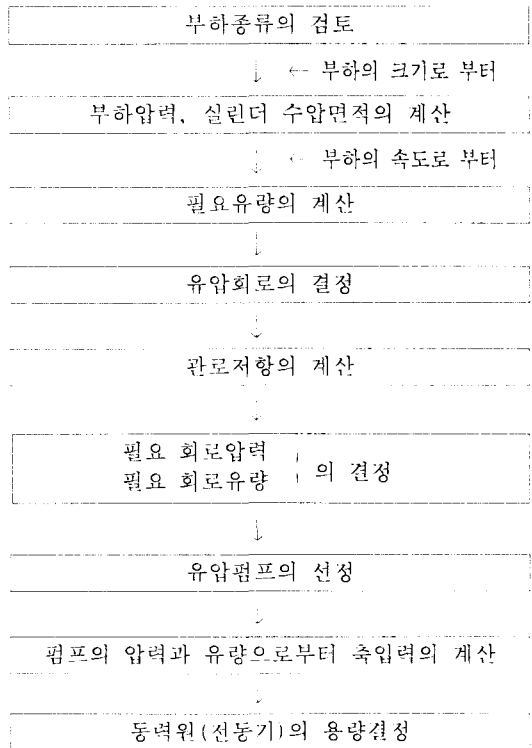 부하종류의 검토
↓ ← 부하의 크기로 부터
부하압력, 실린더 수압면적의 계산
↓ ← 부하의 속도로 부터
필요유량의 계산
↓
유압회로의 결정
↓
관로저항의 계산
↓
필요 회로압력
필요 회로유량 의 결정
↓
유압펌프의 선정
↓
펌프의 압력과 유량으로부터 축입력의 계산
↓
동력원(전동기)의 용량결정